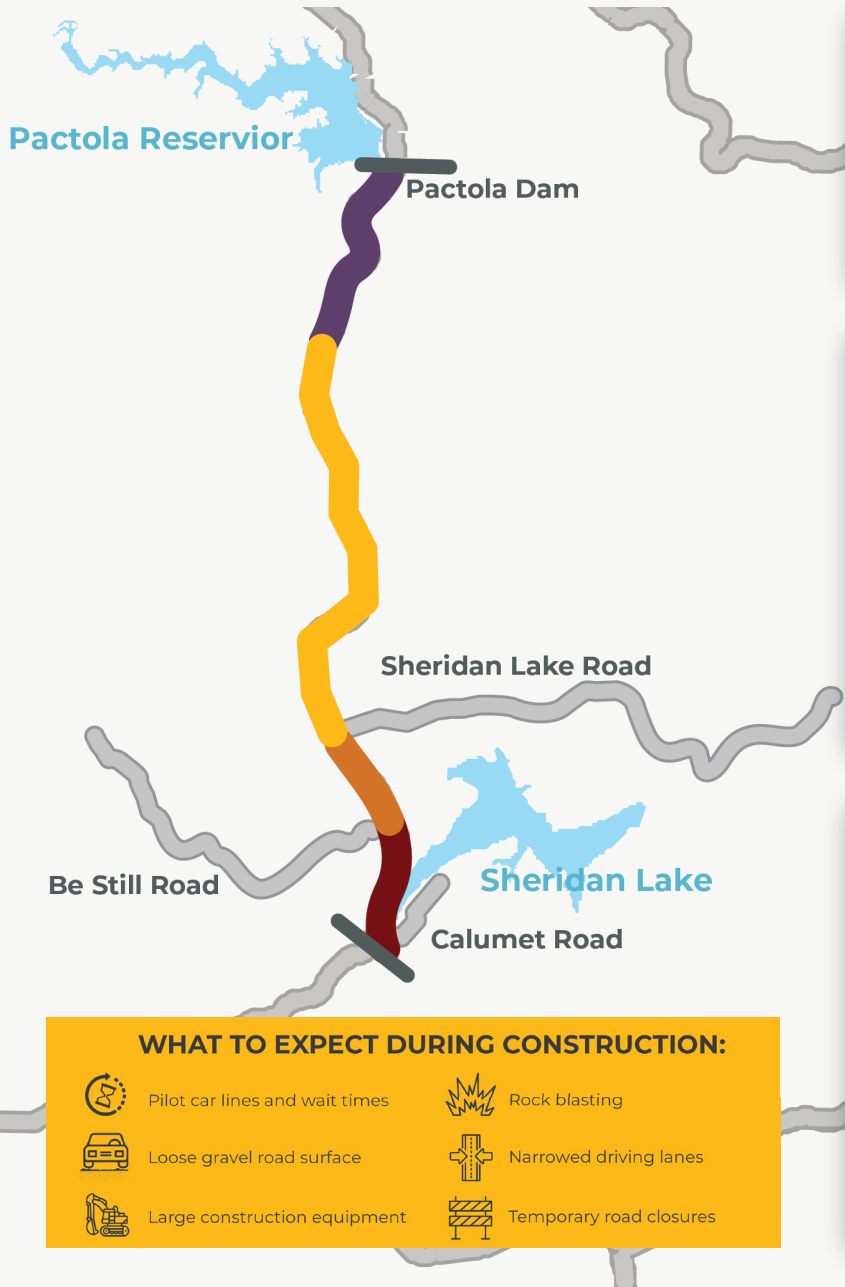 Pactola Reservior
Pactola Dam
Sheridan Lake Road
Be Still Road
Sheridan Lake
Calumet Road
WHAT TO EXPECT DURING CONSTRUCTION:
Pilot car lines and wait times
Rock blasting
Loose gravel road surface
Narrowed driving lanes
Large construction equipment
Temporary road closures